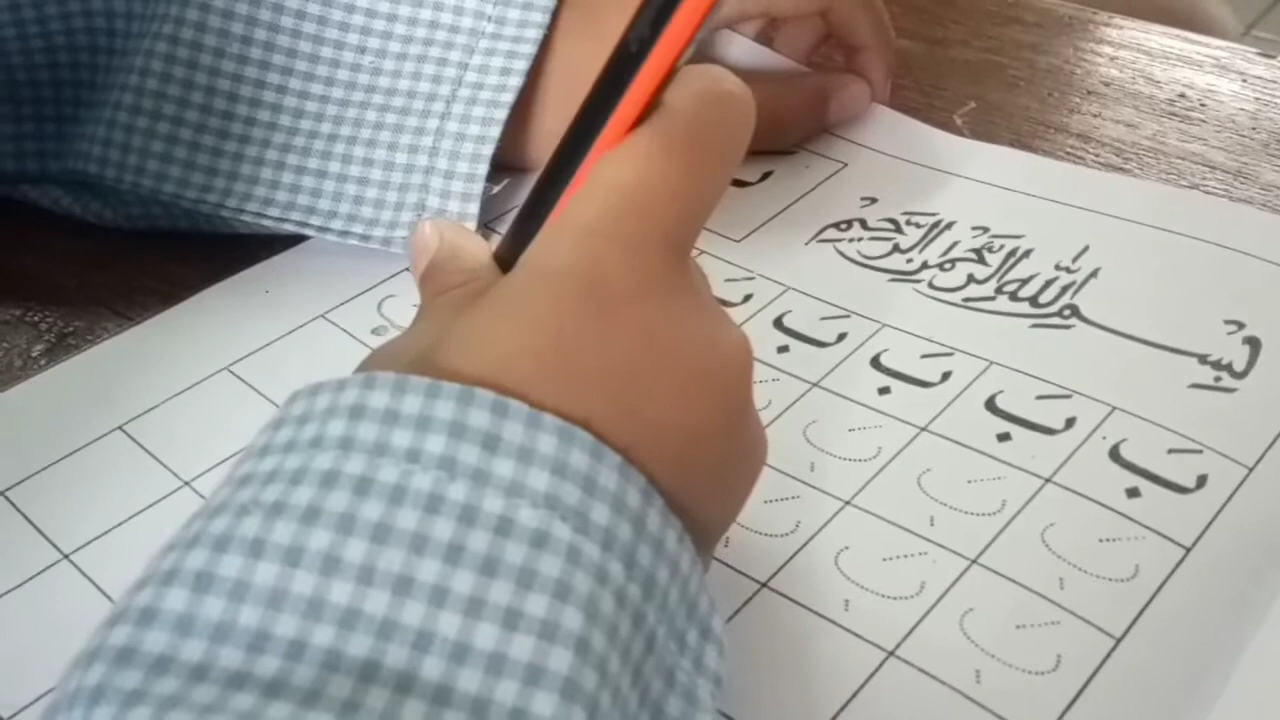 بِسْمِ اللّٰهِ الرَّحْمٰنِ الرَّحِيْمِ
بَ بَ بَ بَ بَ
بَ بَ بَ
بَ بَ بَ